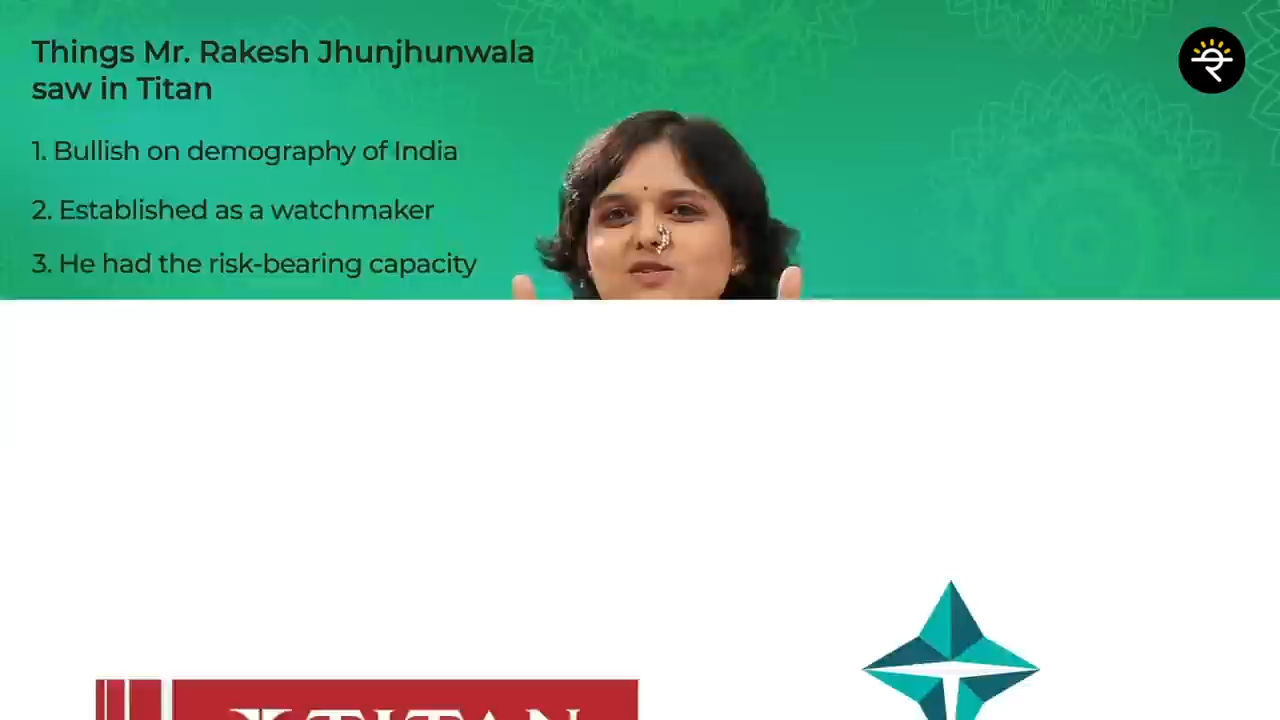 Things Mr. Rakesh Jhunjhunwala
saw in Titan
1. Bullish on demography of India
2. Established as a watchmaker
3. He had the risk-bearing capacity
TITAN